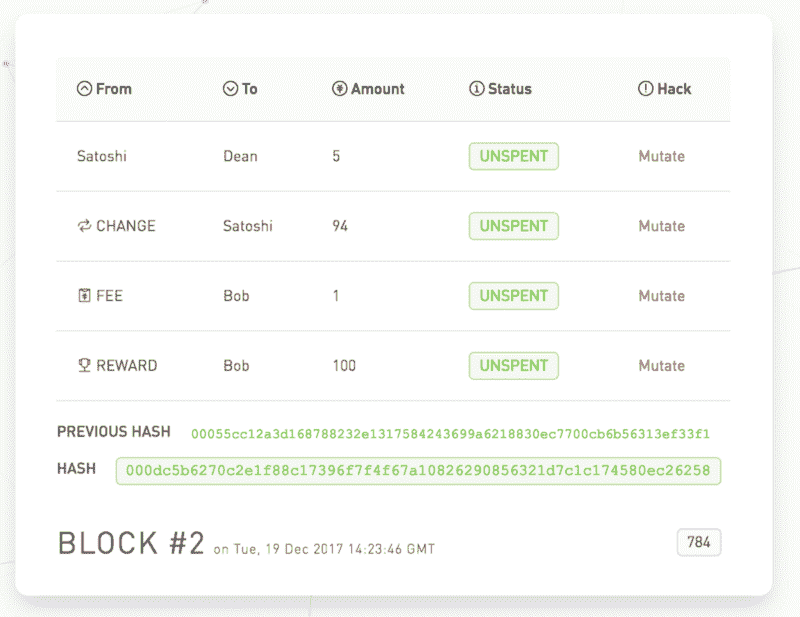 From To Amount Status Hack
Satoshi Dean 5 UNSPENT Mutate
CHANGE Satoshi 94 UNSPENT Mutate
FEE Bob 1 UNSPENT Mutate
REWARD Bob 100 UNSPENT Mutate
PREVIOUS HASH 00055cc12a3d168788232e1317584243699a6218830ec7700cb6b56313ef33f1
HASH 000dc5b6270c2e1f88c17396f7f4f67a10826290856321d7c1c174580ec26258
BLOCK #2 on Tue, 19 Dec 2017 14:23:46 GMT 784